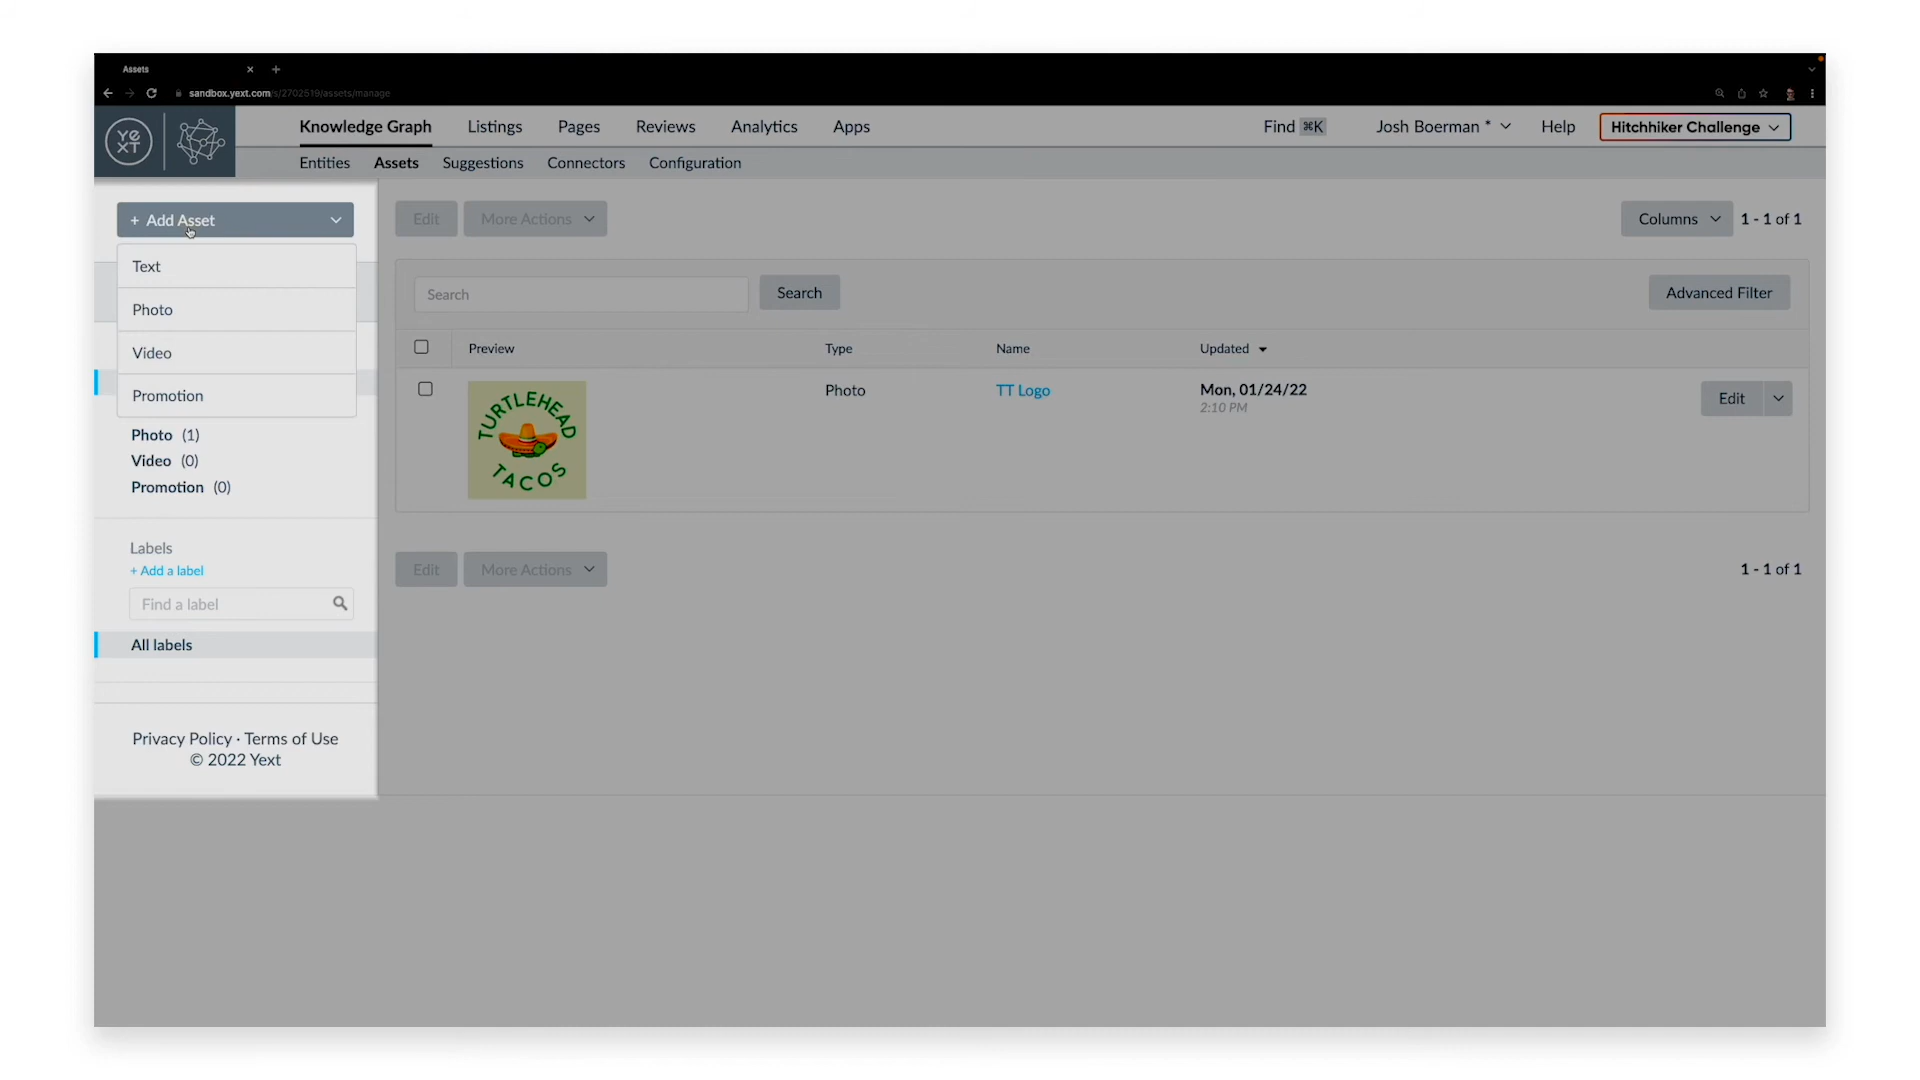 Assets
sandbox.yext.com/s/2702519/assets/manage
YEXT
Knowledge Graph Listings Pages Reviews Analytics Apps Find ⌘K Josh Boerman * Help Hitchhiker Challenge
Entities Assets Suggestions Connectors Configuration
+ Add Asset
Edit More Actions Columns 1 - 1 of 1
Text
Photo
Video
Promotion
Search Search Advanced Filter
Preview Type Name Updated
TURTLEHEAD TACOS
Photo TT Logo Mon, 01/24/22 Edit
2:10 PM
Photo (1)
Video (0)
Promotion (0)
Labels
+ Add a label
Find a label
All labels
Edit More Actions 1 - 1 of 1
Privacy Policy · Terms of Use
© 2022 Yext